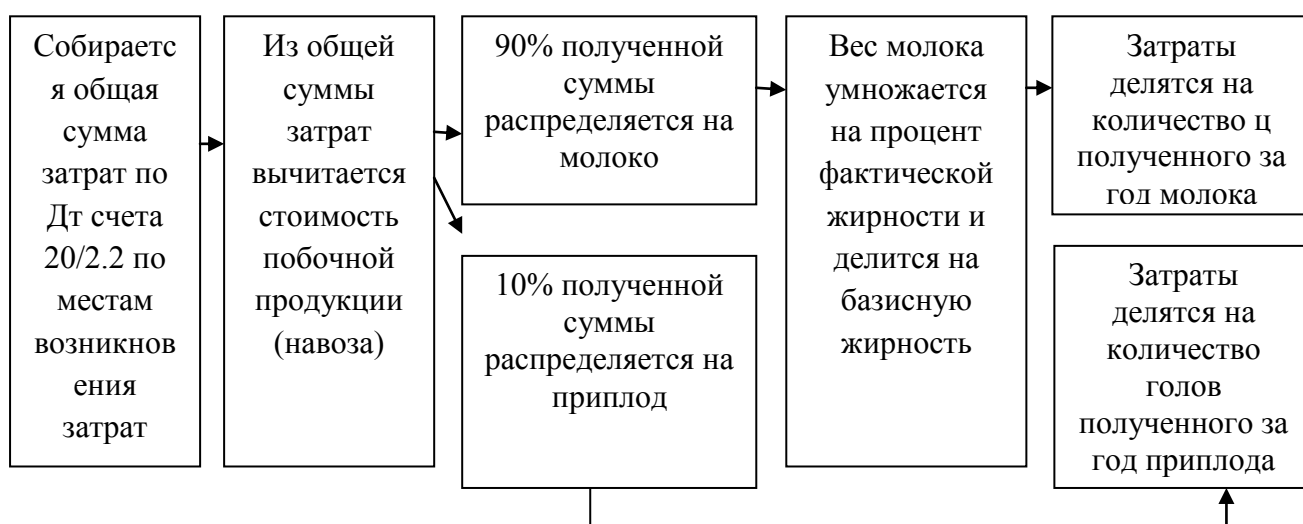 Собираетс
я общая
сумма
затрат по
Дт счета
20/2.2 по
местам
возникнов
ения
затрат
Из общей
суммы
затрат
вычитается
стоимость
побочной
продукции
(навоза)
90% полученной
суммы
распределяется на
молоко
10% полученной
суммы
распределяется на
приплод
Вес молока
умножается
на процент
фактической
жирности и
делится на
базисную
жирность
Затраты
делятся на
количество ц
полученного за
год молока
Затраты
делятся на
количество
голов
полученного за
год приплода